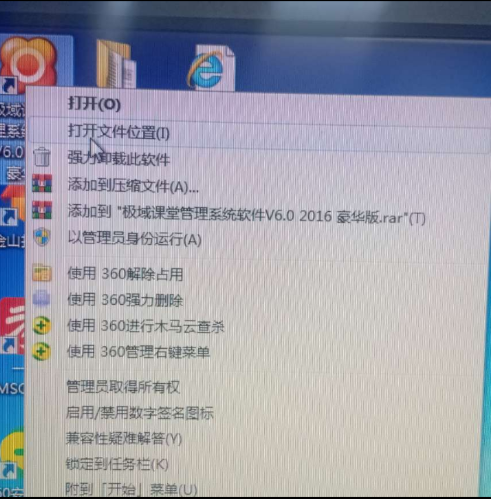 打开(O)
打开文件位置(I)
强力卸载此软件
添加到压缩文件(A)...
添加到 "极域课堂管理系统软件V6.0 2016 豪华版.rar"(T)
以管理员身份运行(A)
使用 360解除占用
使用 360强力删除
使用 360进行木马云查杀
使用 360管理右键菜单
管理员取得所有权
启用/禁用数字签名图标
兼容性疑难解答(Y)
锁定到任务栏(K)
附到「开始」菜单(U)
极域课
理系统
V6.0
豪华
金山打
MSC